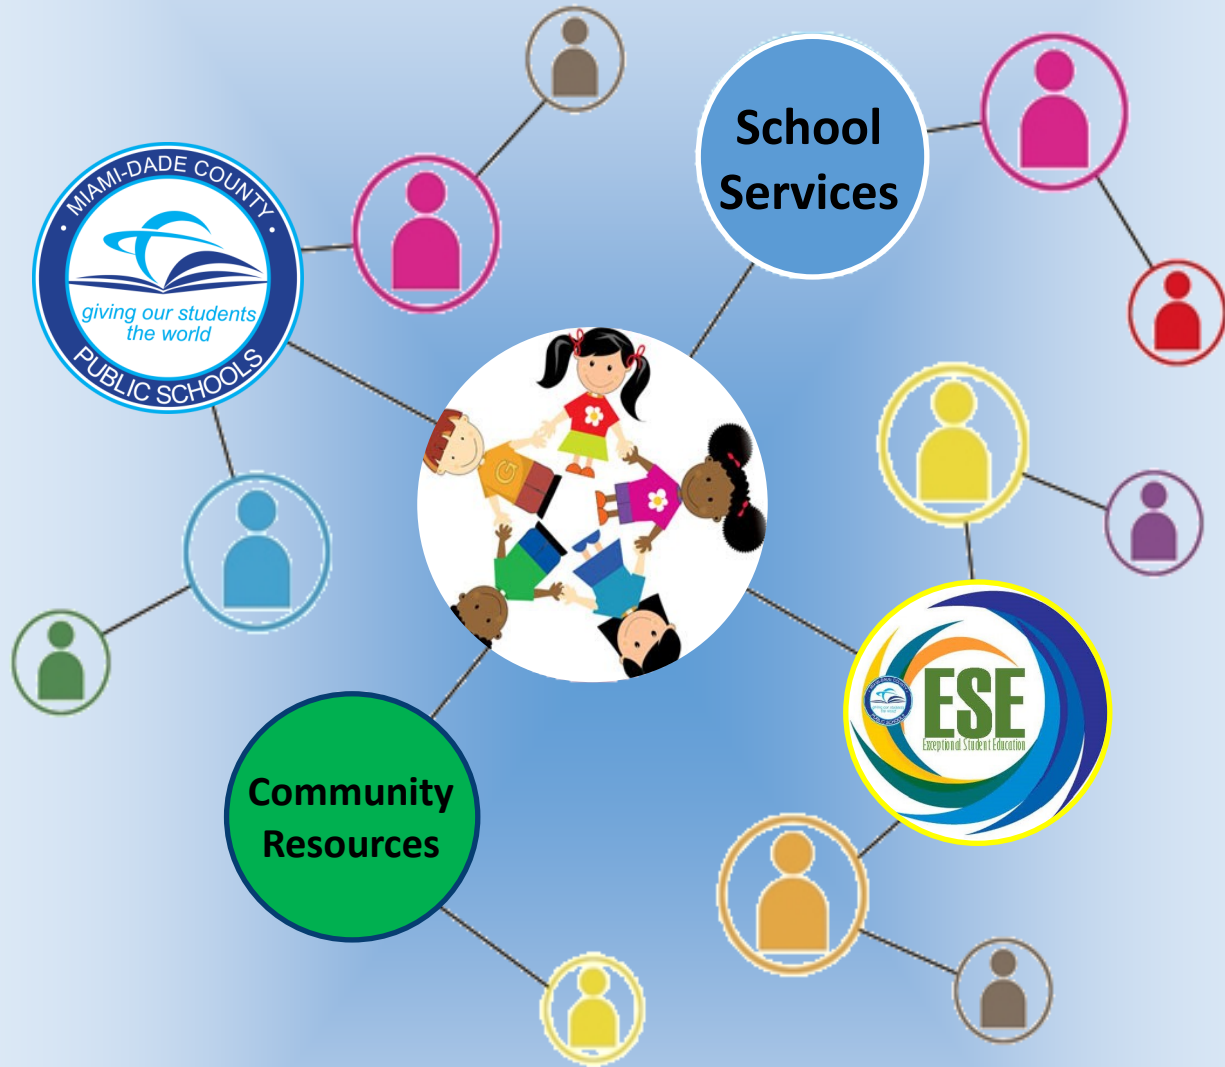 MIAMI-DADE COUNTY
giving our students
the world
PUBLIC SCHOOLS
School
Services
G
ESE
Exceptional Student Education
Community
Resources